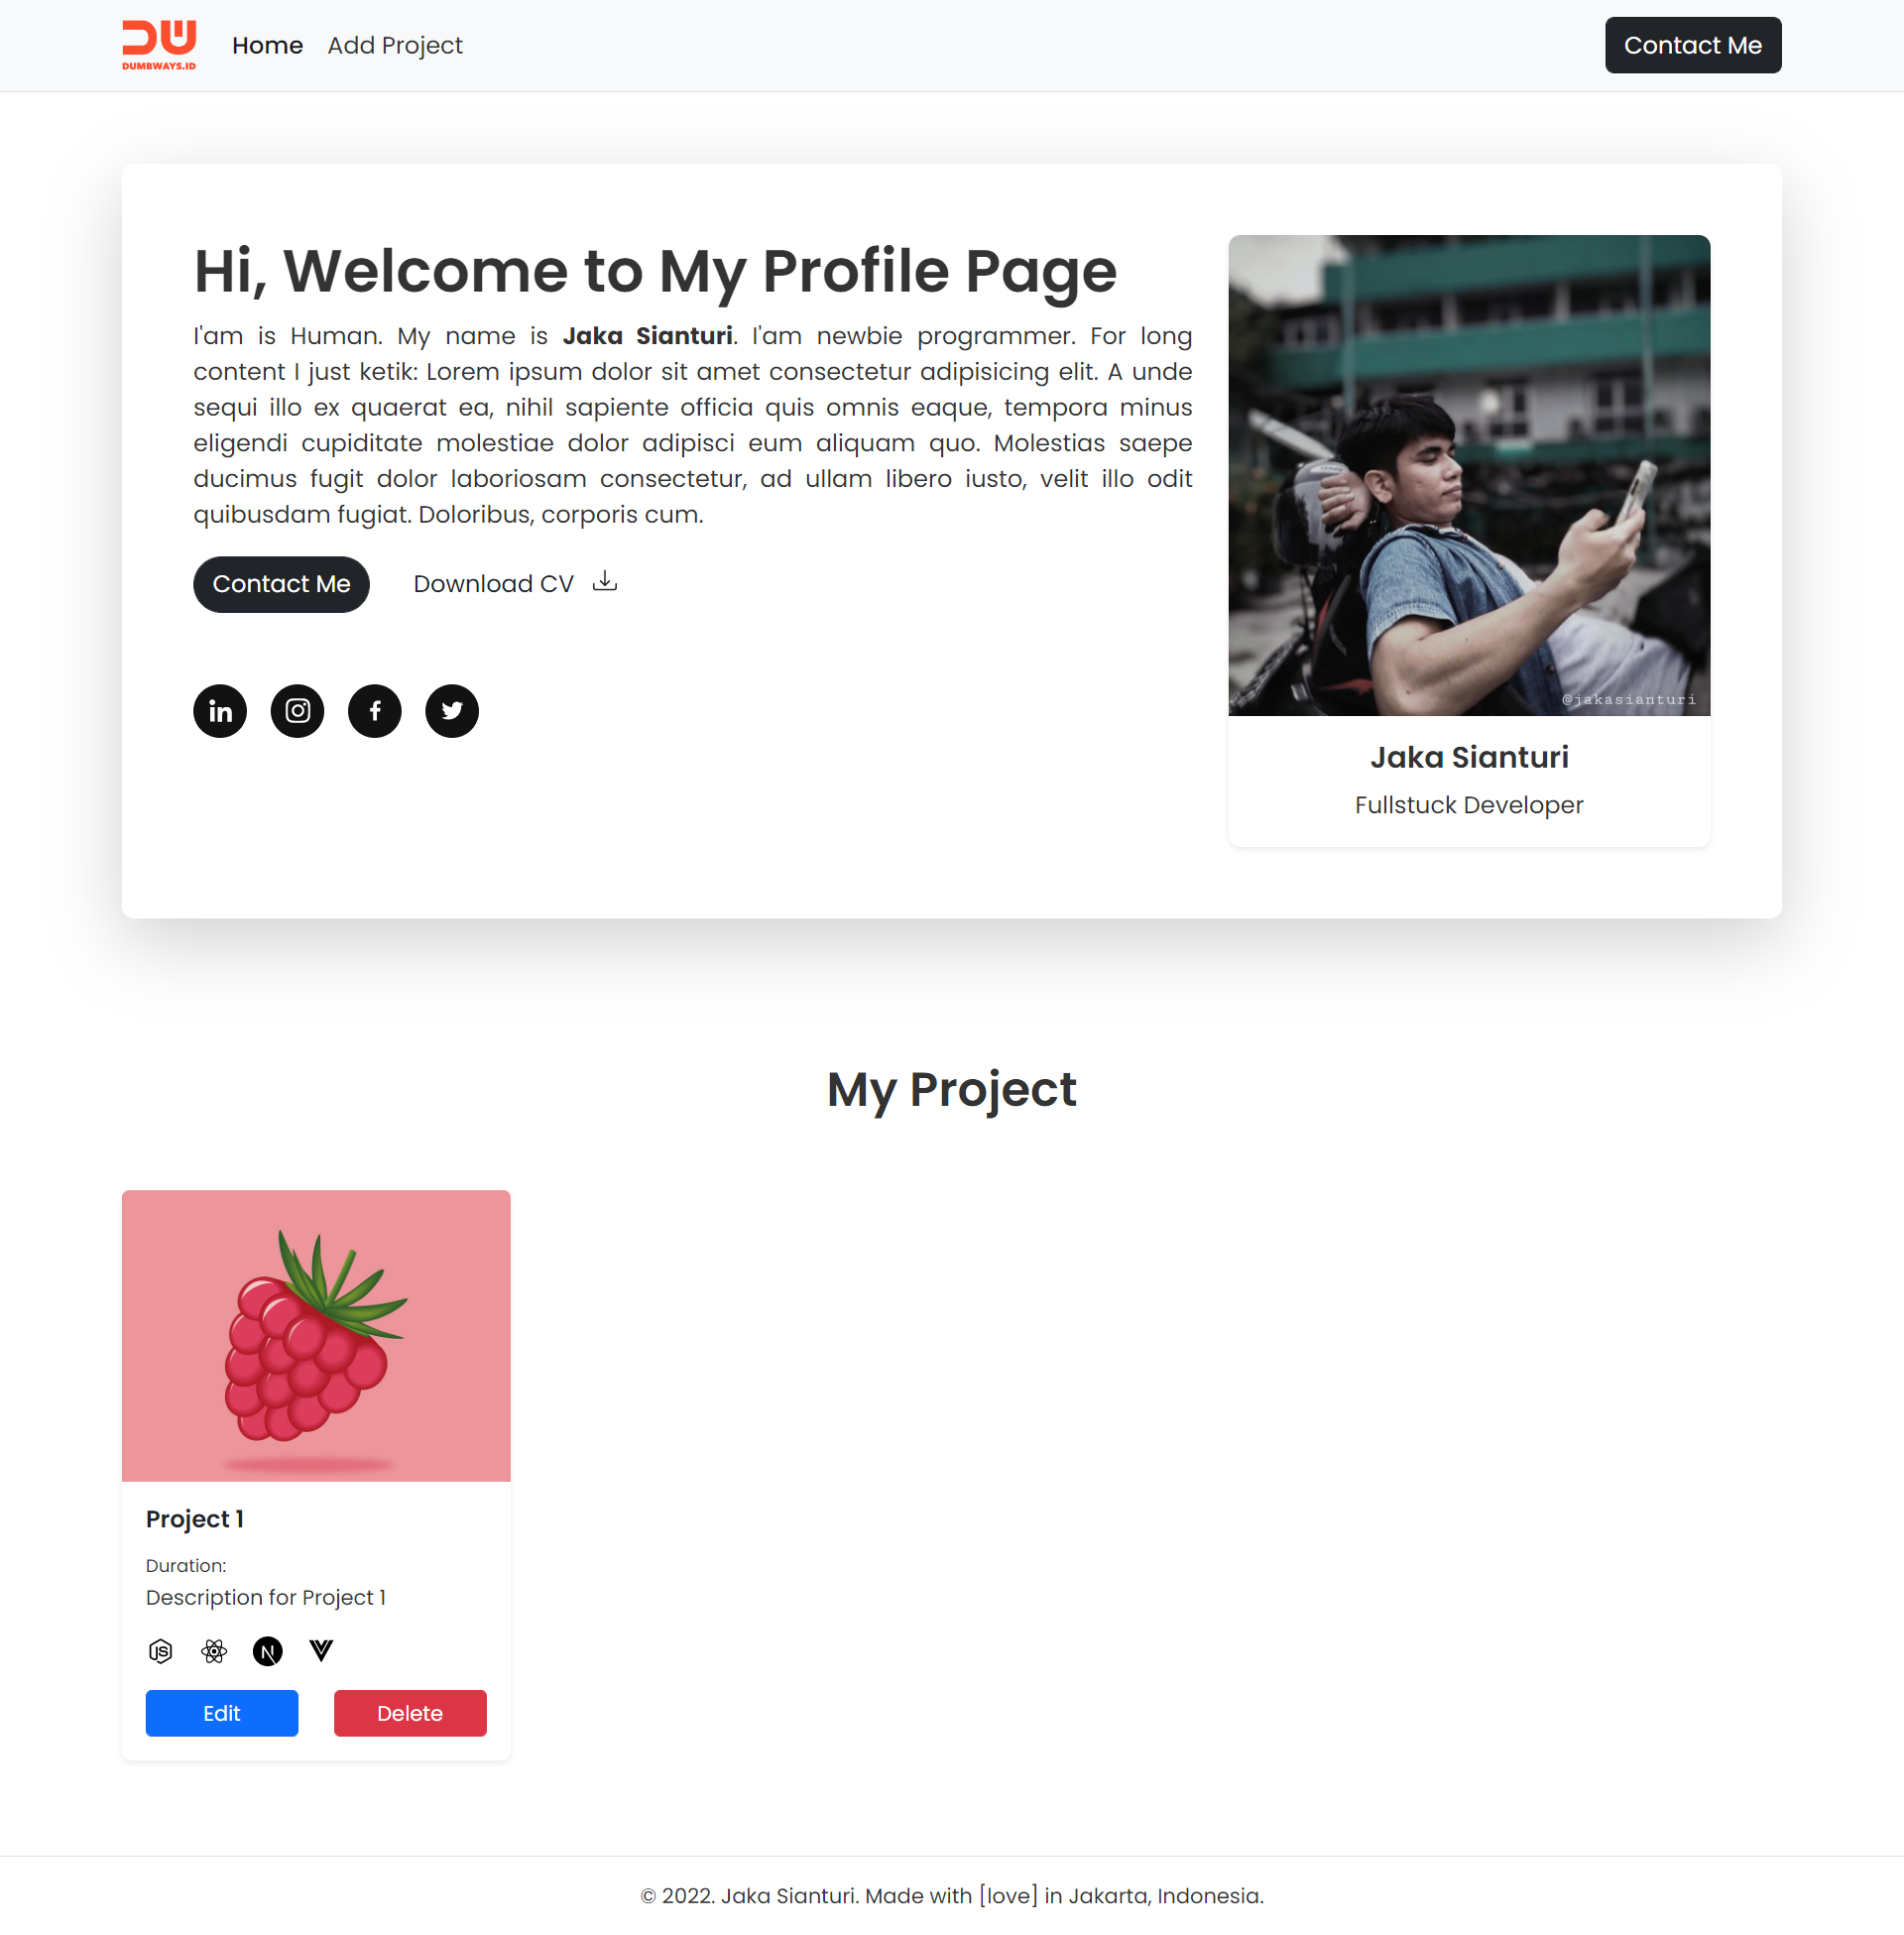 DUMBWAYS.ID
Home
Add Project
Contact Me
Hi, Welcome to My Profile Page
I'am is Human. My name is Jaka Sianturi. I'am newbie programmer. For long
content I just ketik: Lorem ipsum dolor sit amet consectetur adipisicing elit. A unde
sequi illo ex quaerat ea, nihil sapiente officia quis omnis eaque, tempora minus
eligendi cupiditate molestiae dolor adipisci eum aliquam quo. Molestias saepe
ducimus fugit dolor laboriosam consectetur, ad ullam libero iusto, velit illo odit
quibusdam fugiat. Doloribus, corporis cum.
Contact Me
Download CV
@jakasianturi
Jaka Sianturi
Fullstuck Developer
My Project
Project 1
Duration:
Description for Project 1
Edit
Delete
© 2022. Jaka Sianturi. Made with [love] in Jakarta, Indonesia.